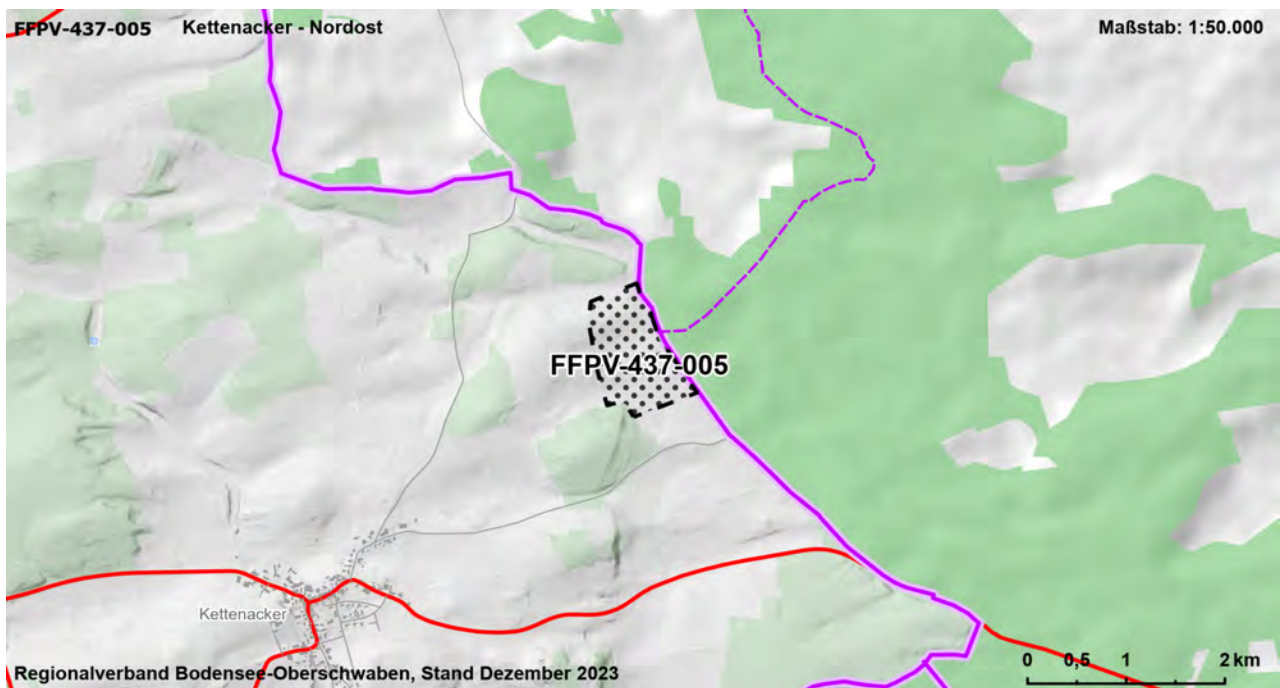 FFPV-437-005 Kettenacker - Nordost Maßstab: 1:50.000
FFPV-437-005
Kettenacker
Regionalverband Bodensee-Oberschwaben, Stand Dezember 2023
0 0,5 1 2 km